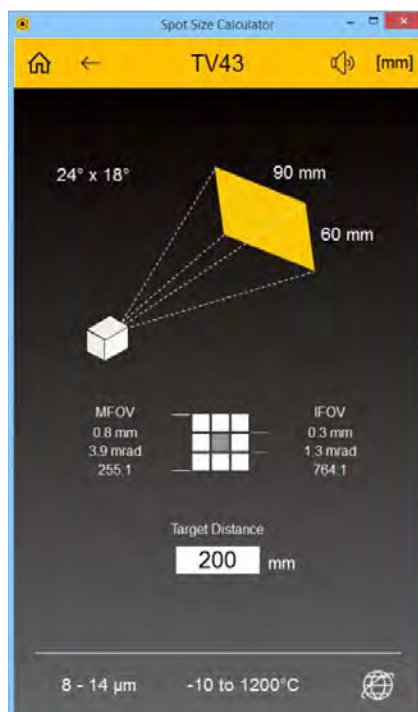 Spot Size Calculator
TV43 [mm]
24° x 18°
90 mm
60 mm
MFOV
0.8 mm
3.9 mrad
255:1
IFOV
0.3 mm
1.3 mrad
764:1
Target Distance
200 mm
8 - 14 µm -10 to 1200°C